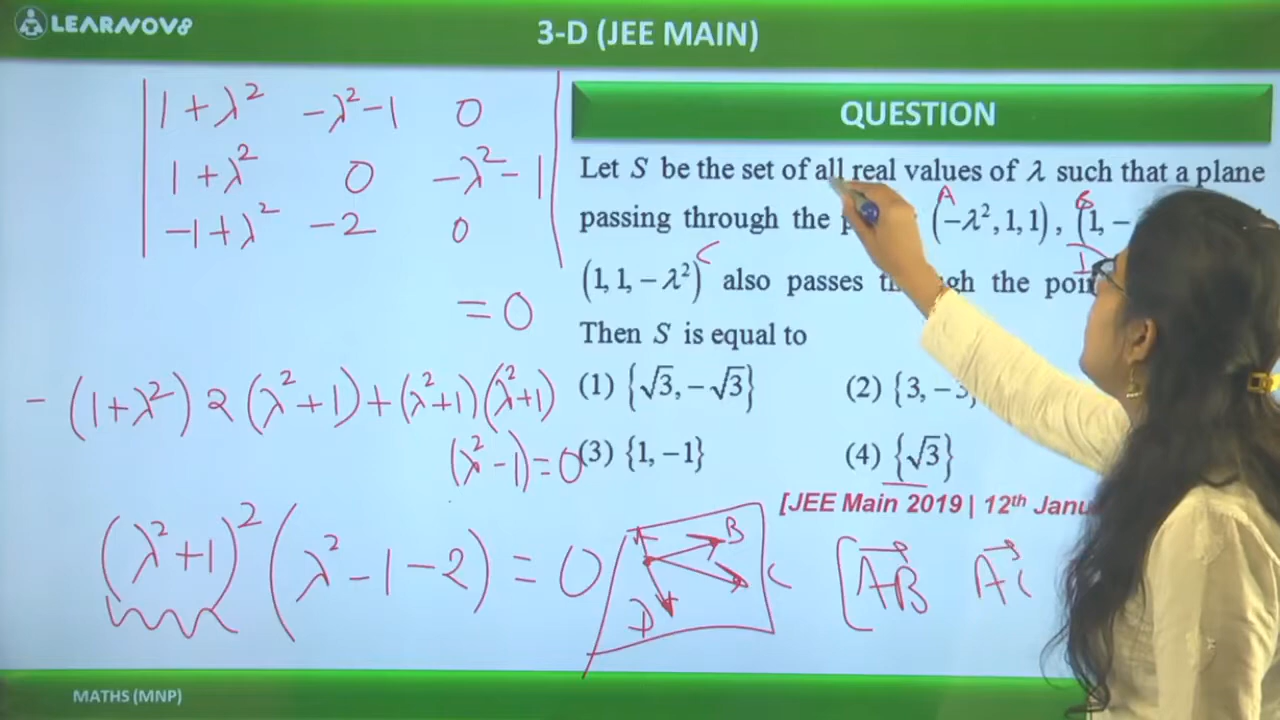 LEARNOV8
3-D (JEE MAIN)
1+λ² -λ²-1 0
1+λ² 0 -λ²-1
-1+λ² -2 0
=0
-(1+λ²)2(λ²+1)+(λ²+1)(λ²+1)
(λ²-1)=0
(λ²+1)²(λ²-1-2)=0
QUESTION
Let S be the set of all real values of λ such that a plane
passing through the (-λ², 1, 1), (1, -
(1, 1, -λ²) also passes the
Then S is equal to
(1) {√3, -√3}
(2) {3, -3
(3) {1, -1}
(4) {√3}
[JEE Main 2019 | 12th
A
B
C
D
B
C
D
[AB AC
MATHS (MNP)